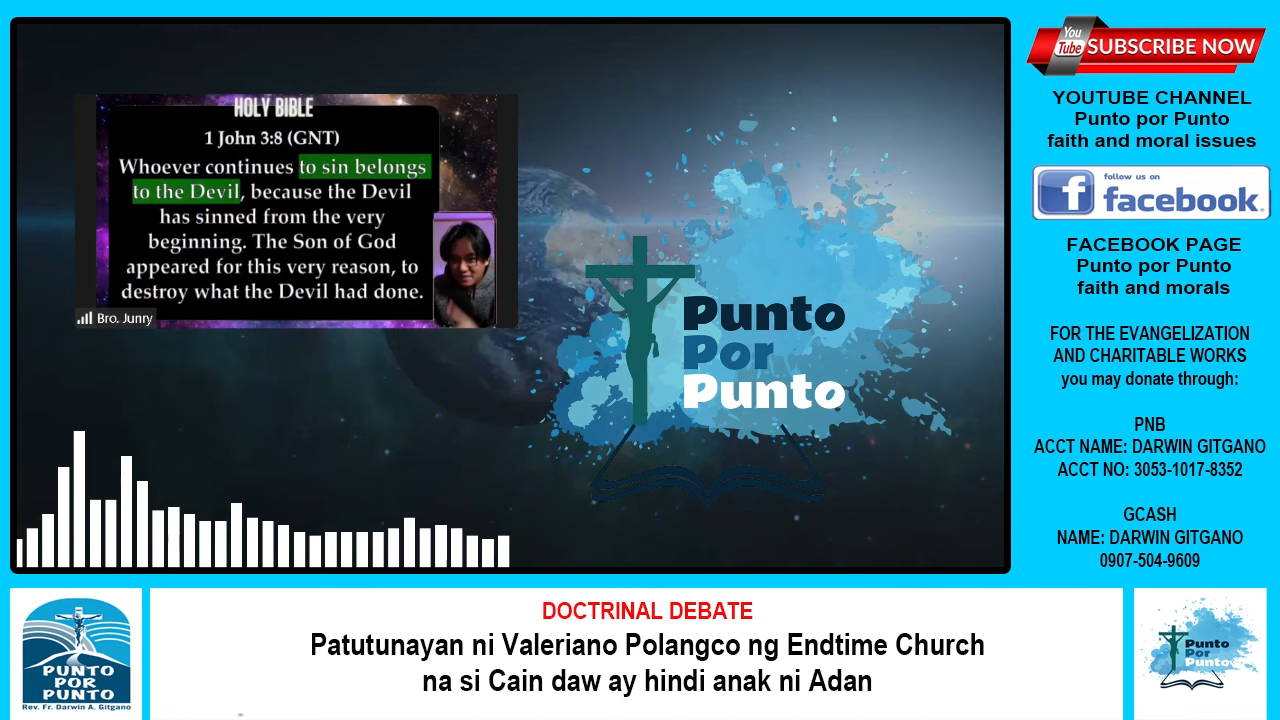 HOLY BIBLE
1 John 3:8 (GNT)
Whoever continues to sin belongs
to the Devil, because the Devil
has sinned from the very
beginning. The Son of God
appeared for this very reason, to
destroy what the Devil had done.
Bro. Junry
Punto
Por
Punto
You
Tube
SUBSCRIBE NOW
YOUTUBE CHANNEL
Punto por Punto
faith and moral issues
follow us on
facebook.
FACEBOOK PAGE
Punto por Punto
faith and morals
FOR THE EVANGELIZATION
AND CHARITABLE WORKS
you may donate through:
PNB
ACCT NAME: DARWIN GITGANO
ACCT NO: 3053-1017-8352
GCASH
NAME: DARWIN GITGANO
0907-504-9609
PUNTO
POR
PUNTO
Rev. Fr. Darwin A. Gitgano
DOCTRINAL DEBATE
Patutunayan ni Valeriano Polangco ng Endtime Church
na si Cain daw ay hindi anak ni Adan
Punto
Por
Punto